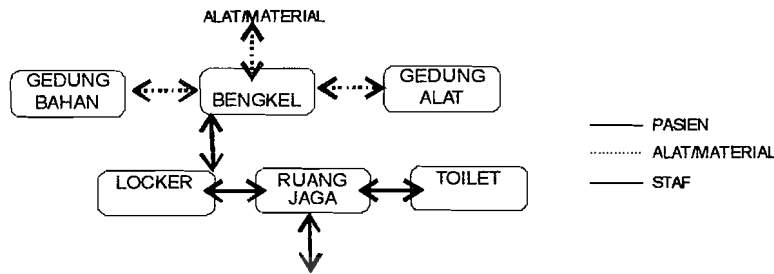 ALAT/MATERIAL
GEDUNG
BAHAN
BENGKEL
GEDUNG
ALAT
PASIEN
ALAT/MATERIAL
STAF
LOCKER
RUANG
JAGA
TOILET